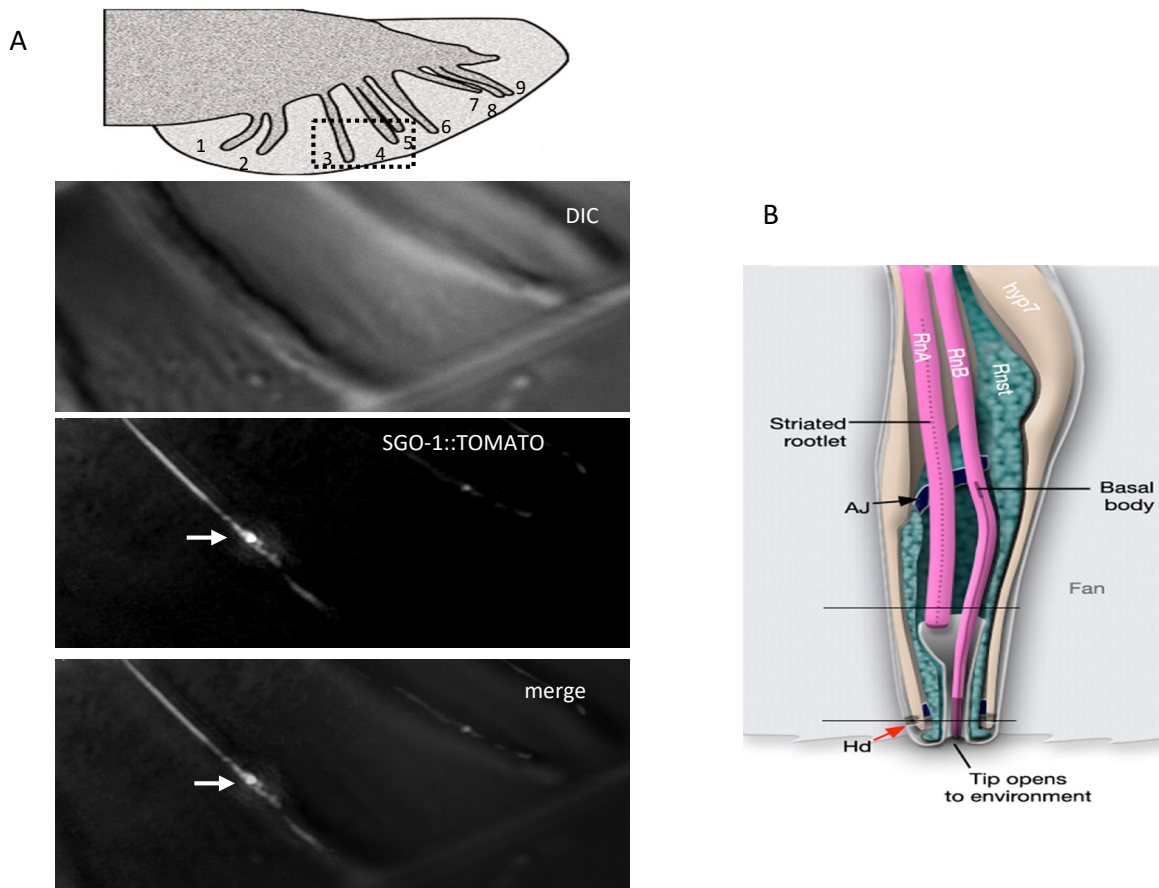 A
1
2
3
4
5
6
7
8
9
DIC
SGO-1::TOMATO
merge
B
hyp7
RnA
RnB
Rnst
Striated
rootlet
AJ
Basal
body
Fan
Hd
Tip opens
to environment